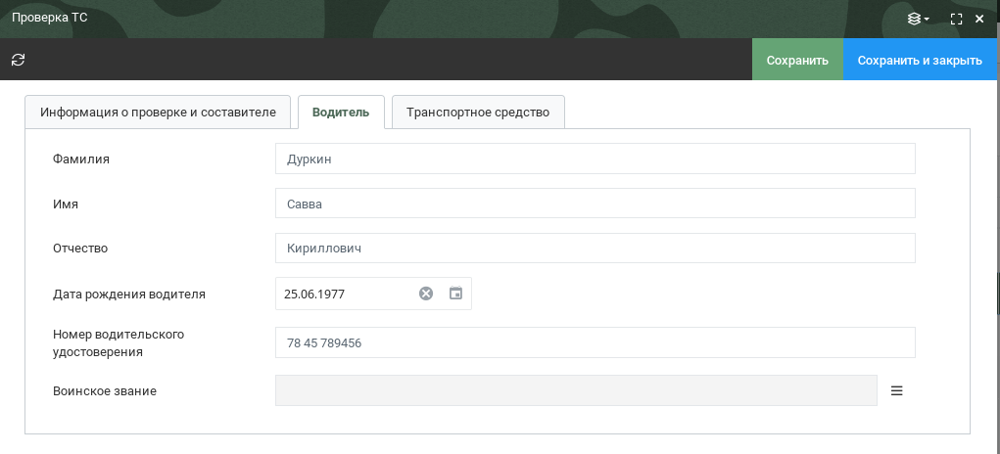 Проверка ТС
Сохранить
Сохранить и закрыть
Информация о проверке и составителе
Водитель
Транспортное средство
Фамилия
Дуркин
Имя
Савва
Отчество
Кириллович
Дата рождения водителя
25.06.1977
Номер водительского
удостоверения
78 45 789456
Воинское звание